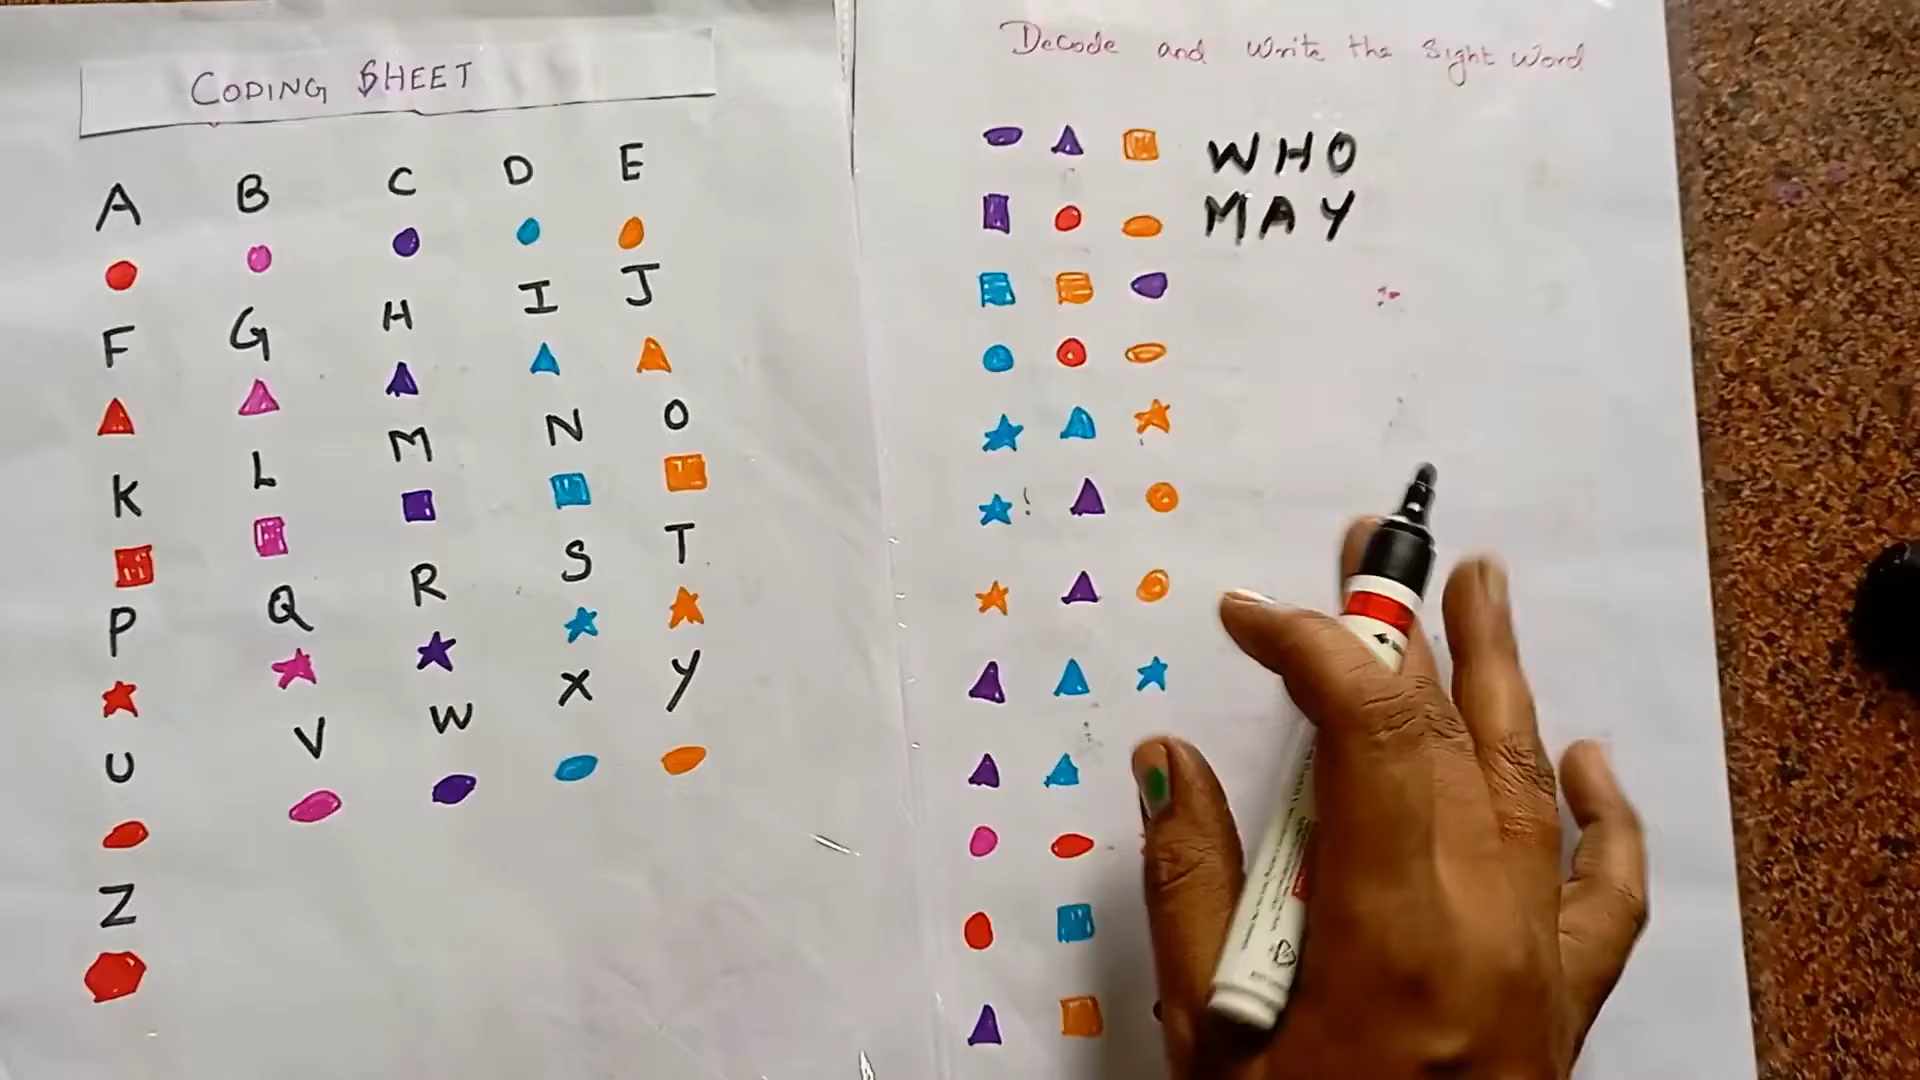 CODING SHEET
A B C D E
F G H I J
K L M N O
P Q R S T
U V W X Y
Z
Decode and Write the Sight Word
WHO
MAY